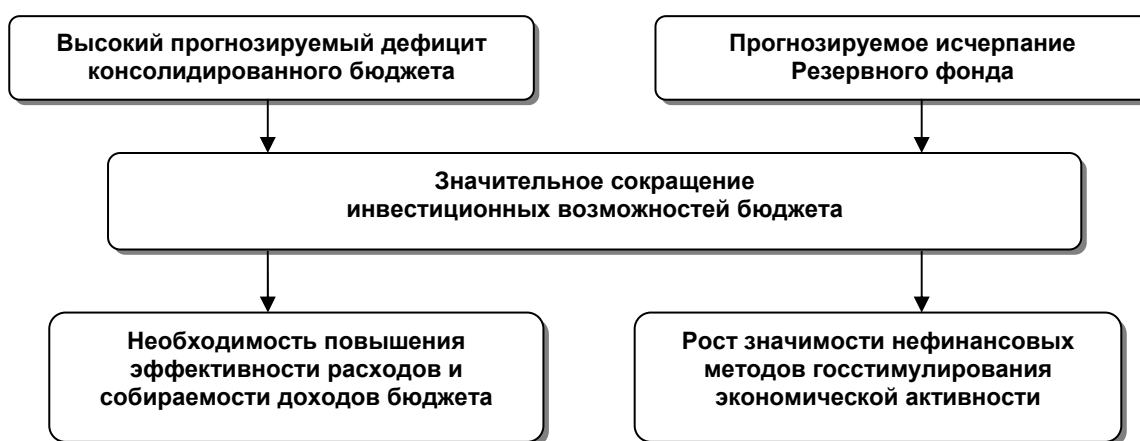 Высокий прогнозируемый дефицит
консолидированного бюджета
Прогнозируемое исчерпание
Резервного фонда
Значительное сокращение
инвестиционных возможностей бюджета
Необходимость повышения
эффективности расходов и
собираемости доходов бюджета
Рост значимости нефинансовых
методов госстимулирования
экономической активности